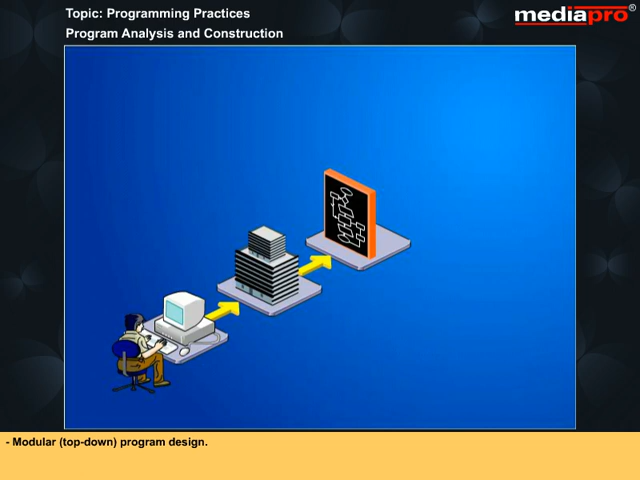 Topic: Programming Practices
mediapro®
Program Analysis and Construction
- Modular (top-down) program design.